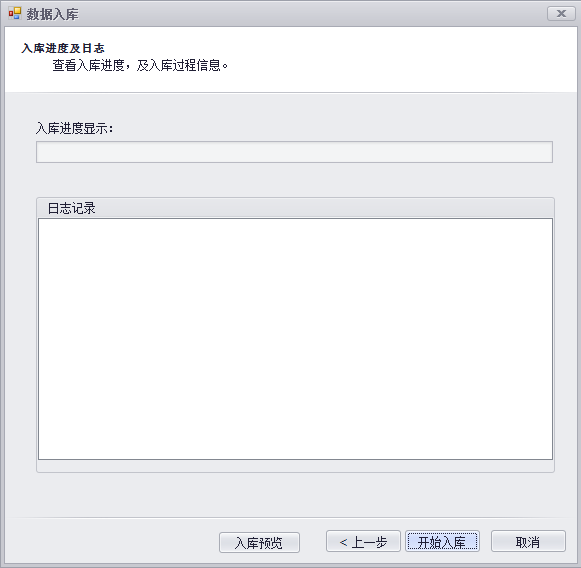 数据入库
入库进度及日志
查看入库进度，及入库过程信息。
入库进度显示：
日志记录
入库预览
< 上一步
开始入库
取消